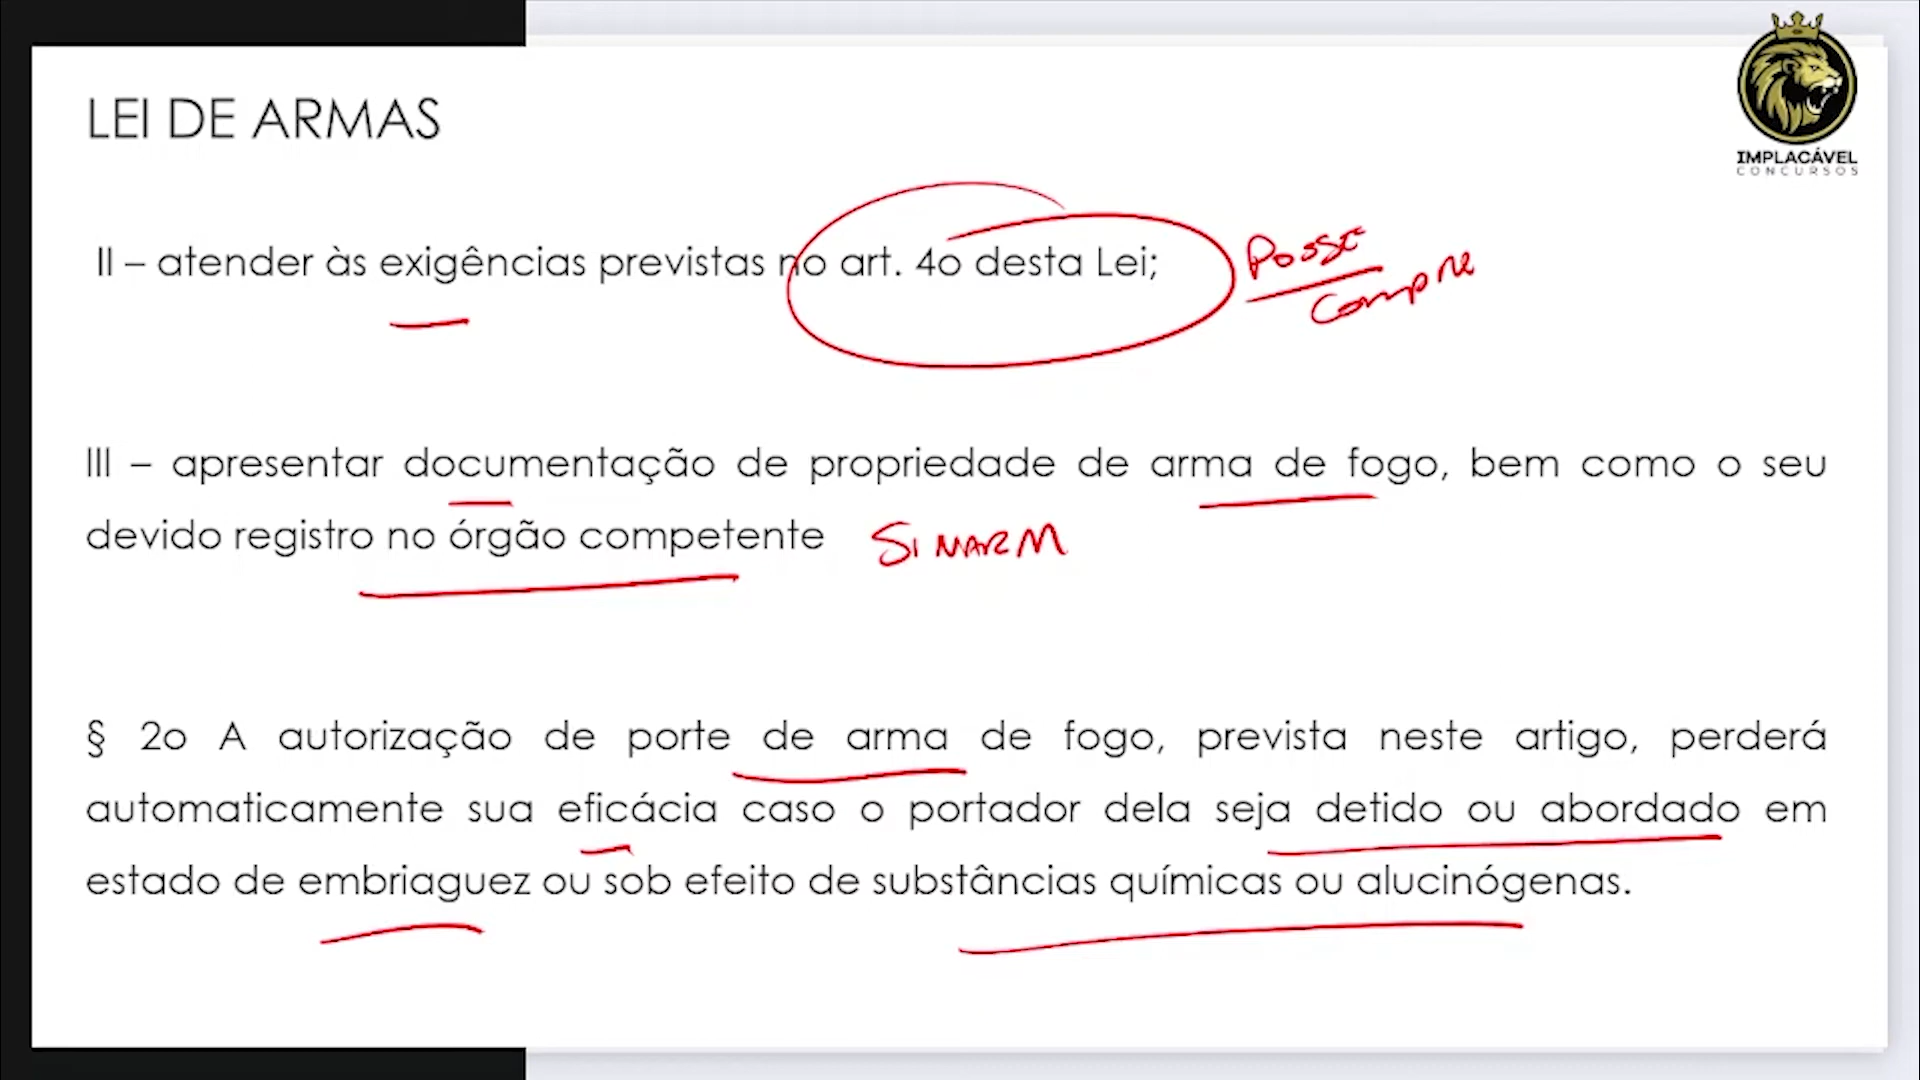 IMPLACÁVEL
CONCURSOS
LEI DE ARMAS
II – atender às exigências previstas no art. 4o desta Lei;
POSSE
compre
III – apresentar documentação de propriedade de arma de fogo, bem como o seu
devido registro no órgão competente
SINARM
§ 2o A autorização de porte de arma de fogo, prevista neste artigo, perderá
automaticamente sua eficácia caso o portador dela seja detido ou abordado em
estado de embriaguez ou sob efeito de substâncias químicas ou alucinógenas.